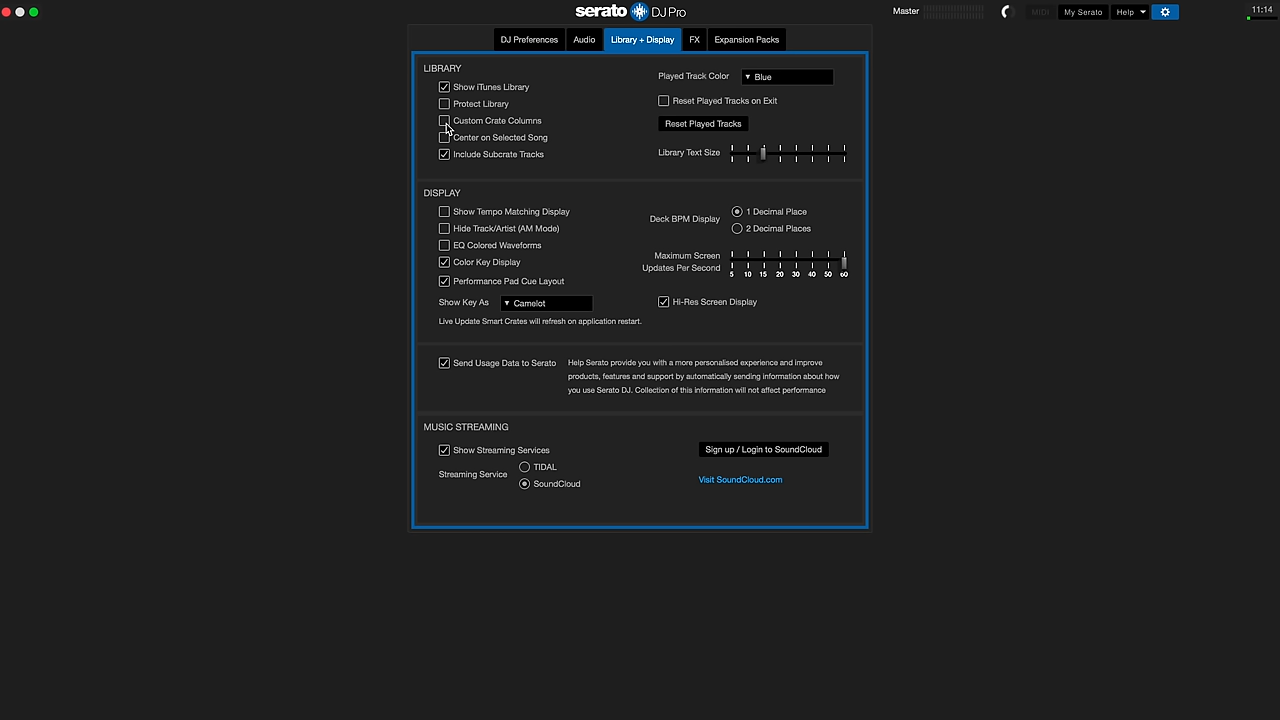 serato DJ Pro
Master
MIDI
My Serato
Help
11:14
DJ Preferences
Audio
Library + Display
FX
Expansion Packs
LIBRARY
Show iTunes Library
Protect Library
Custom Crate Columns
Center on Selected Song
Include Subcrate Tracks
Played Track Color
Blue
Reset Played Tracks on Exit
Reset Played Tracks
Library Text Size
DISPLAY
Show Tempo Matching Display
Hide Track/Artist (AM Mode)
EQ Colored Waveforms
Color Key Display
Performance Pad Cue Layout
Show Key As
Camelot
Live Update Smart Crates will refresh on application restart.
Deck BPM Display
1 Decimal Place
2 Decimal Places
Maximum Screen
Updates Per Second
5 10 15 20 30 40 50 60
Hi-Res Screen Display
Send Usage Data to Serato
Help Serato provide you with a more personalised experience and improve
products, features and support by automatically sending information about how
you use Serato DJ. Collection of this information will not affect performance
MUSIC STREAMING
Show Streaming Services
Streaming Service
TIDAL
SoundCloud
Sign up / Login to SoundCloud
Visit SoundCloud.com